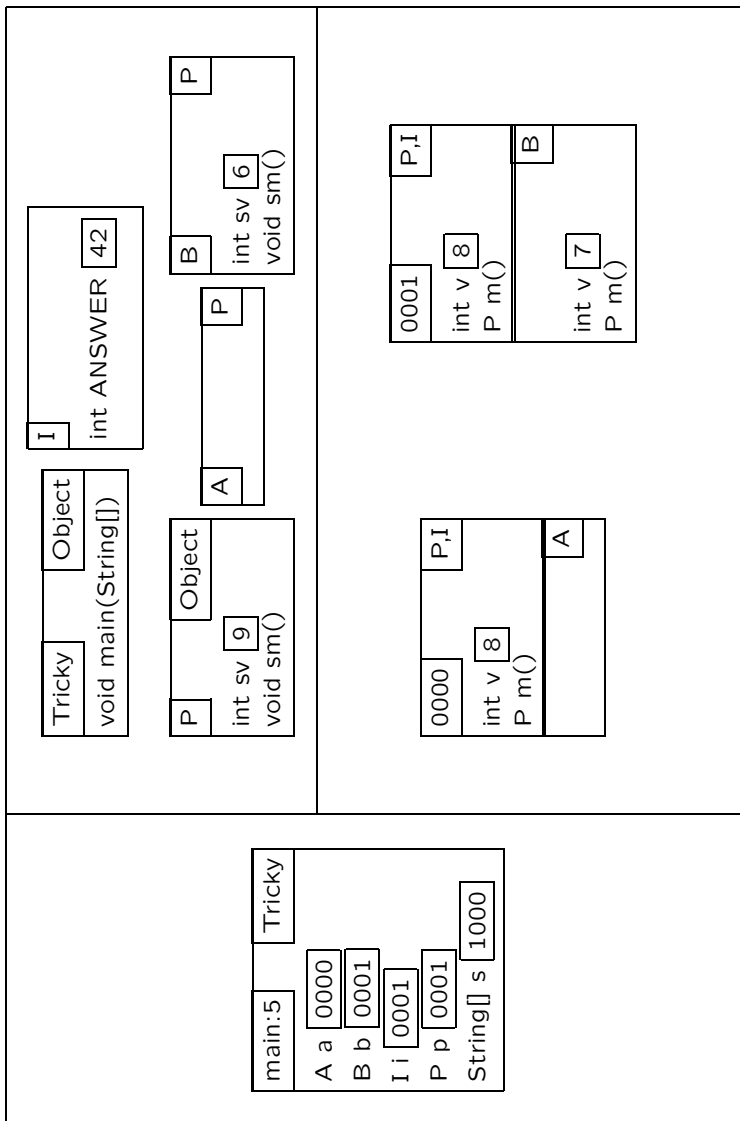 main:5 Tricky
A a 0000
B b 0001
I i 0001
P p 0001
String[] s 1000
Tricky Object
void main(String[])
I
int ANSWER 42
P Object
int sv 9
void sm()
A P
B P
int sv 6
void sm()
0000 P,I
int v 8
P m()
A
0001 P,I
int v 8
P m()
B
int v 7
P m()